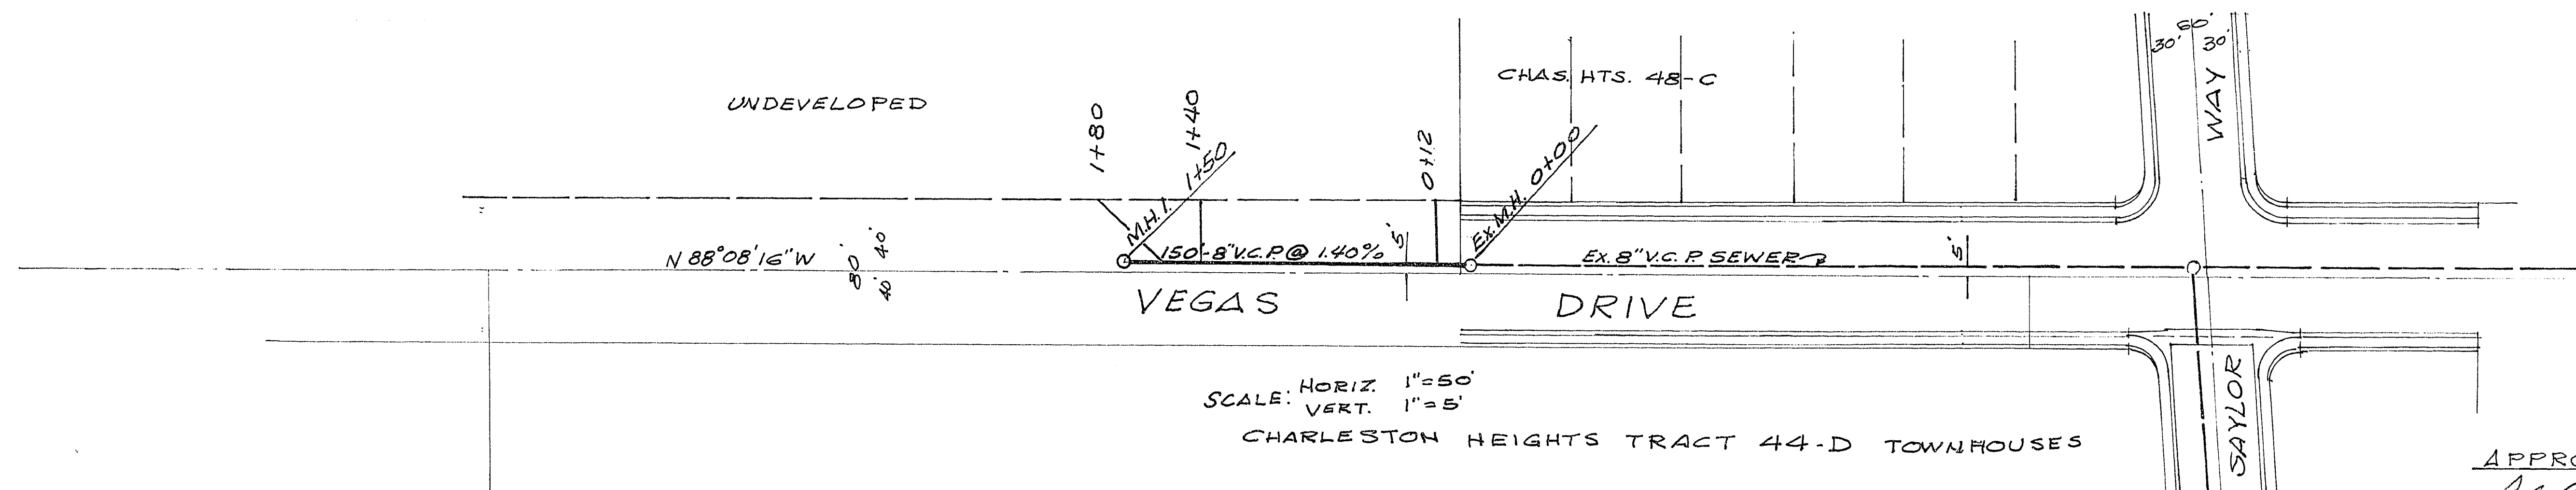 UNDEVELOPED
1+80
1+40
M.H.1. 1+50
0+12
Ex. M.H. 0+00
CHAS. HTS. 48-C
60'
30' 30'
WAY
N 88°08'16"W
80'
40'
40'
150'-8" V.C.P. @ 1.40%
5'
EX. 8" V.C.P. SEWER
5'
VEGAS DRIVE
SCALE: HORIZ. 1"=50'
VERT. 1"=5'
CHARLESTON HEIGHTS TRACT 44-D TOWNHOUSES
SAYLOR